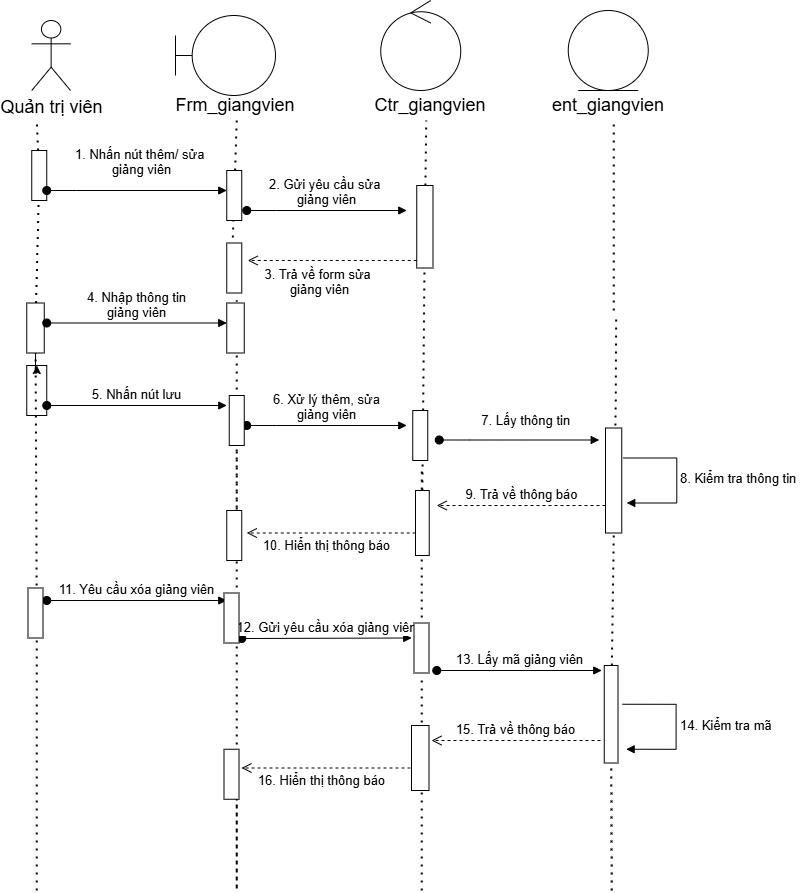 Quản trị viên
Frm_giangvien
Ctr_giangvien
ent_giangvien
1. Nhấn nút thêm/ sửa
giảng viên
2. Gửi yêu cầu sửa
giảng viên
3. Trả về form sửa
giảng viên
4. Nhập thông tin
giảng viên
5. Nhấn nút lưu
6. Xử lý thêm, sửa
giảng viên
7. Lấy thông tin
8. Kiểm tra thông tin
9. Trả về thông báo
10. Hiển thị thông báo
11. Yêu cầu xóa giảng viên
12. Gửi yêu cầu xóa giảng viên
13. Lấy mã giảng viên
14. Kiểm tra mã
15. Trả về thông báo
16. Hiển thị thông báo